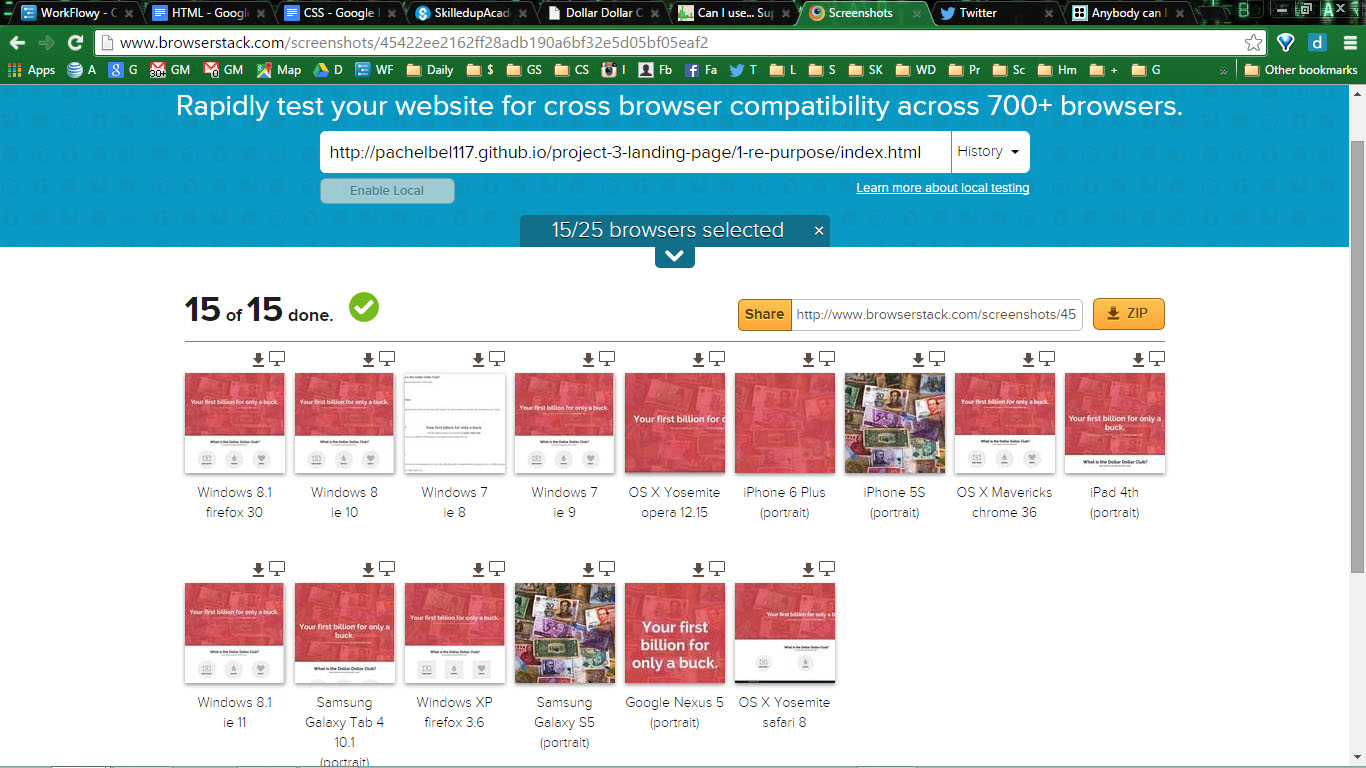 WorkFlowy - C
HTML - Google
CSS - Google
SkilledupAcade
Dollar Dollar C
Can I use... Sup
Screenshots
Twitter
Anybody can
www.browserstack.com/screenshots/45422ee2162ff28adb190a6bf32e5d05bf05eaf2
Apps A G GM GM Map D WF Daily $ GS CS I Fb Fa T L S SK WD Pr Sc Hm + G » Other bookmarks
Rapidly test your website for cross browser compatibility across 700+ browsers.
http://pachelbel117.github.io/project-3-landing-page/1-re-purpose/index.html
History
Enable Local
Learn more about local testing
15/25 browsers selected ×
15 of 15 done.
Share
http://www.browserstack.com/screenshots/45
ZIP
Your first billion for only a buck.
What is the Dollar Dollar Club?
Windows 8.1
firefox 30
Your first billion for only a buck.
What is the Dollar Dollar Club?
Windows 8
ie 10
Your first billion for only a buck
Windows 7
ie 8
Your first billion for only a buck.
What is the Dollar Dollar Club?
Windows 7
ie 9
Your first billion for o
OS X Yosemite
opera 12.15
iPhone 6 Plus
(portrait)
iPhone 5S
(portrait)
Your first billion for only a buck.
What is the Dollar Dollar Club?
OS X Mavericks
chrome 36
Your first billion for only a
buck.
What is the Dollar Dollar Club?
iPad 4th
(portrait)
Your first billion for only a buck.
What is the Dollar Dollar Club?
Windows 8.1
ie 11
Your first billion for only a
buck.
What is the Dollar Dollar Club?
Samsung
Galaxy Tab 4
10.1
(portrait)
Your first billion for only a buck.
What is the Dollar Dollar Club?
Windows XP
firefox 3.6
Samsung
Galaxy S5
(portrait)
Your first
billion for
only a buck.
Google Nexus 5
(portrait)
Your first billion for only a b
What is the Dollar Dollar Club?
OS X Yosemite
safari 8